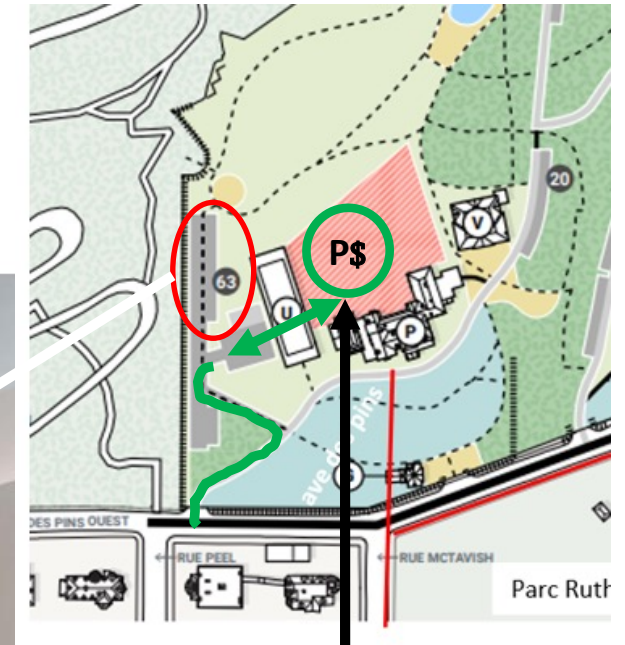 20
V
P$
63
U
P
ave des pins
DES PINS OUEST
RUE PEEL
RUE MCTAVISH
Parc Ruth